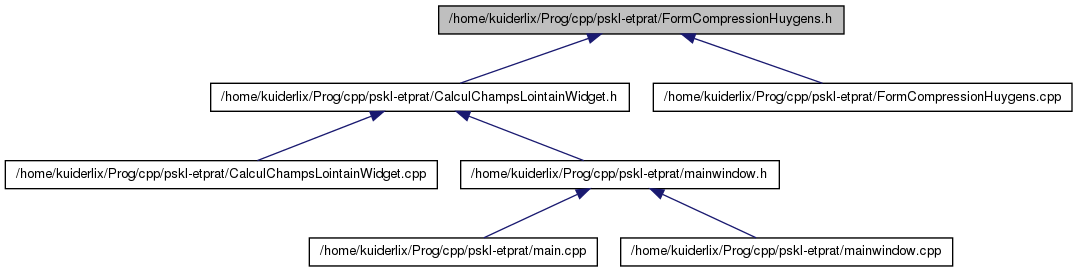 /home/kuiderlix/Prog/cpp/pskl-etprat/FormCompressionHuygens.h
/home/kuiderlix/Prog/cpp/pskl-etprat/CalculChampsLointainWidget.h
/home/kuiderlix/Prog/cpp/pskl-etprat/FormCompressionHuygens.cpp
/home/kuiderlix/Prog/cpp/pskl-etprat/CalculChampsLointainWidget.cpp
/home/kuiderlix/Prog/cpp/pskl-etprat/mainwindow.h
/home/kuiderlix/Prog/cpp/pskl-etprat/main.cpp
/home/kuiderlix/Prog/cpp/pskl-etprat/mainwindow.cpp